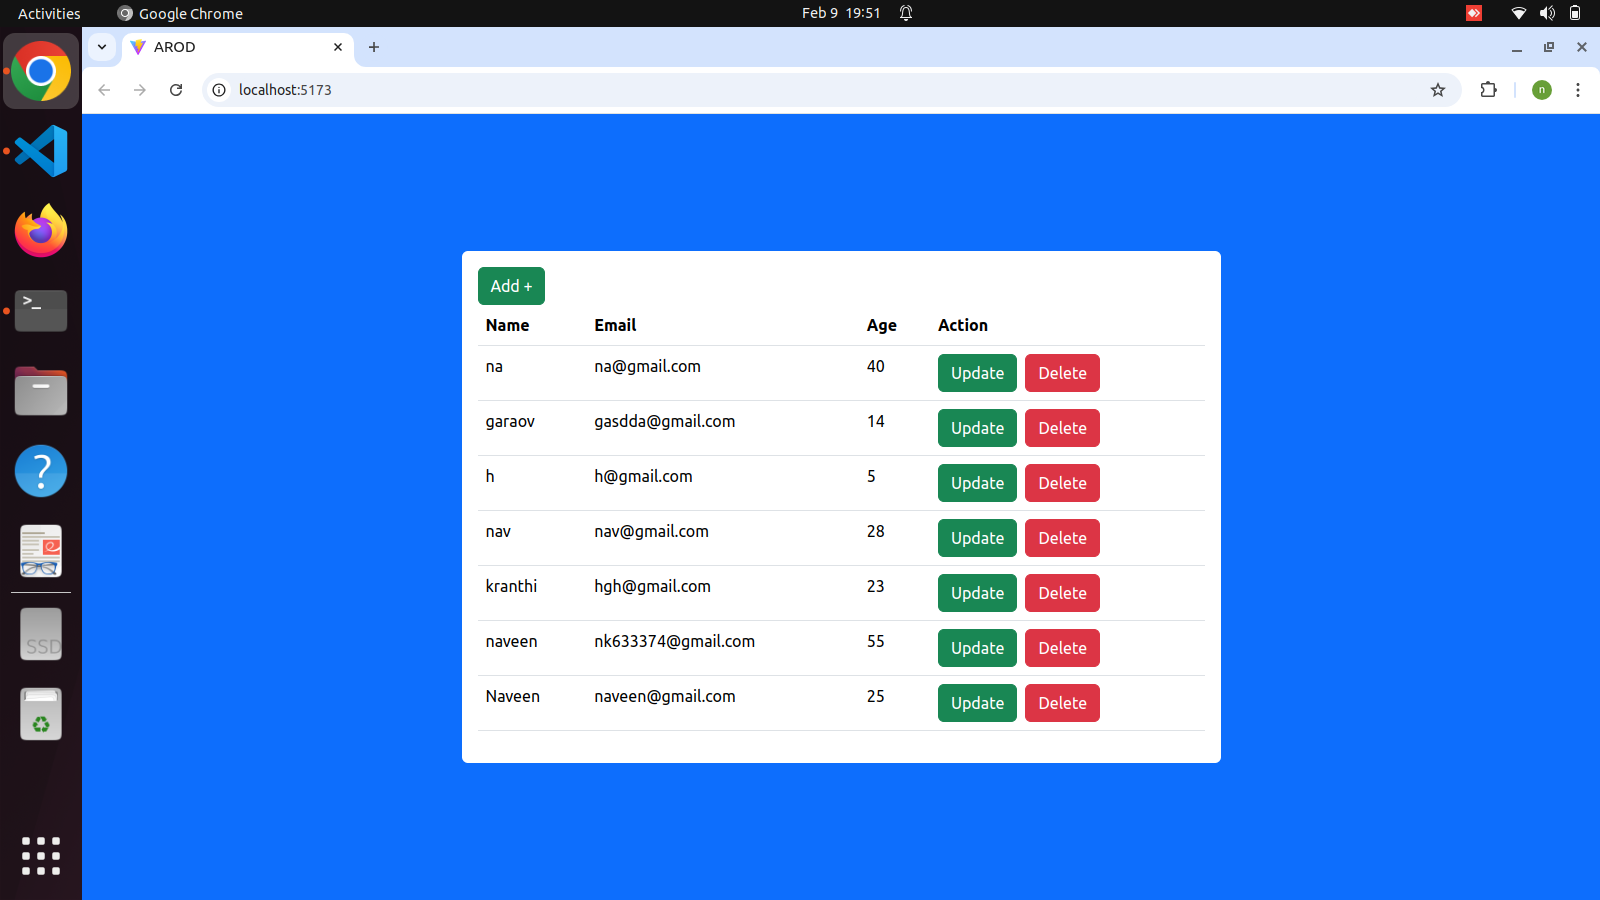 Activities Google Chrome Feb 9 19:51
AROD
localhost:5173 n
Add +
Name Email Age Action
na na@gmail.com 40 Update Delete
garaov gasdda@gmail.com 14 Update Delete
h h@gmail.com 5 Update Delete
nav nav@gmail.com 28 Update Delete
kranthi hgh@gmail.com 23 Update Delete
naveen nk633374@gmail.com 55 Update Delete
Naveen naveen@gmail.com 25 Update Delete
>_
?
SSD